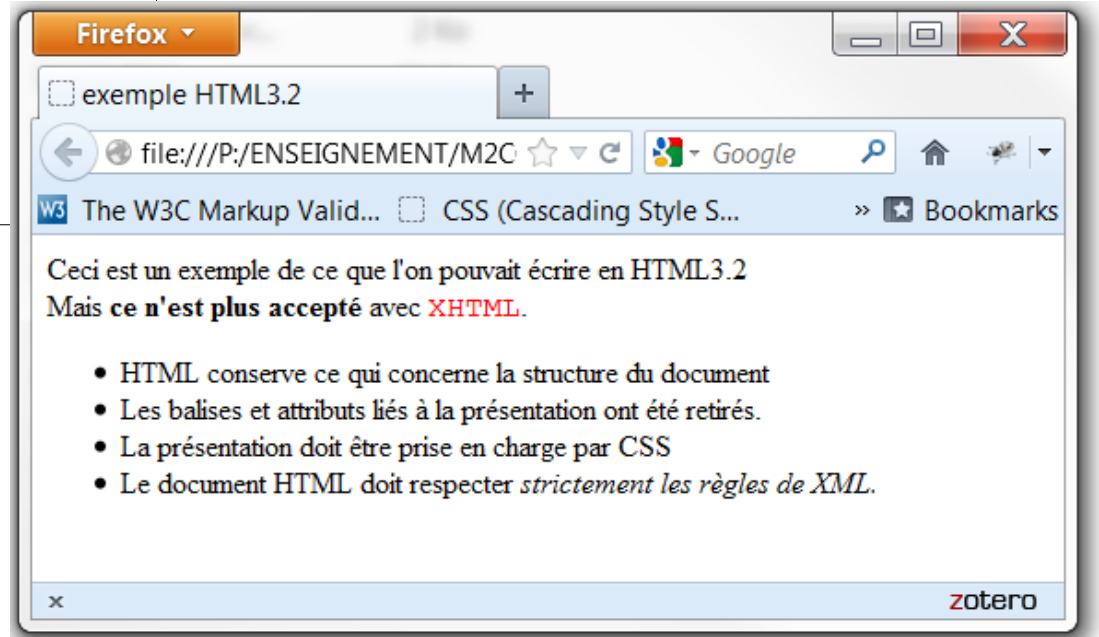 Firefox
exemple HTML3.2
+
file:///P:/ENSEIGNEMENT/M2C
Google
W3 The W3C Markup Valid... CSS (Cascading Style S... » Bookmarks
Ceci est un exemple de ce que l'on pouvait écrire en HTML3.2
Mais ce n'est plus accepté avec XHTML.
• HTML conserve ce qui concerne la structure du document
• Les balises et attributs liés à la présentation ont été retirés.
• La présentation doit être prise en charge par CSS
• Le document HTML doit respecter strictement les règles de XML.
× zotero